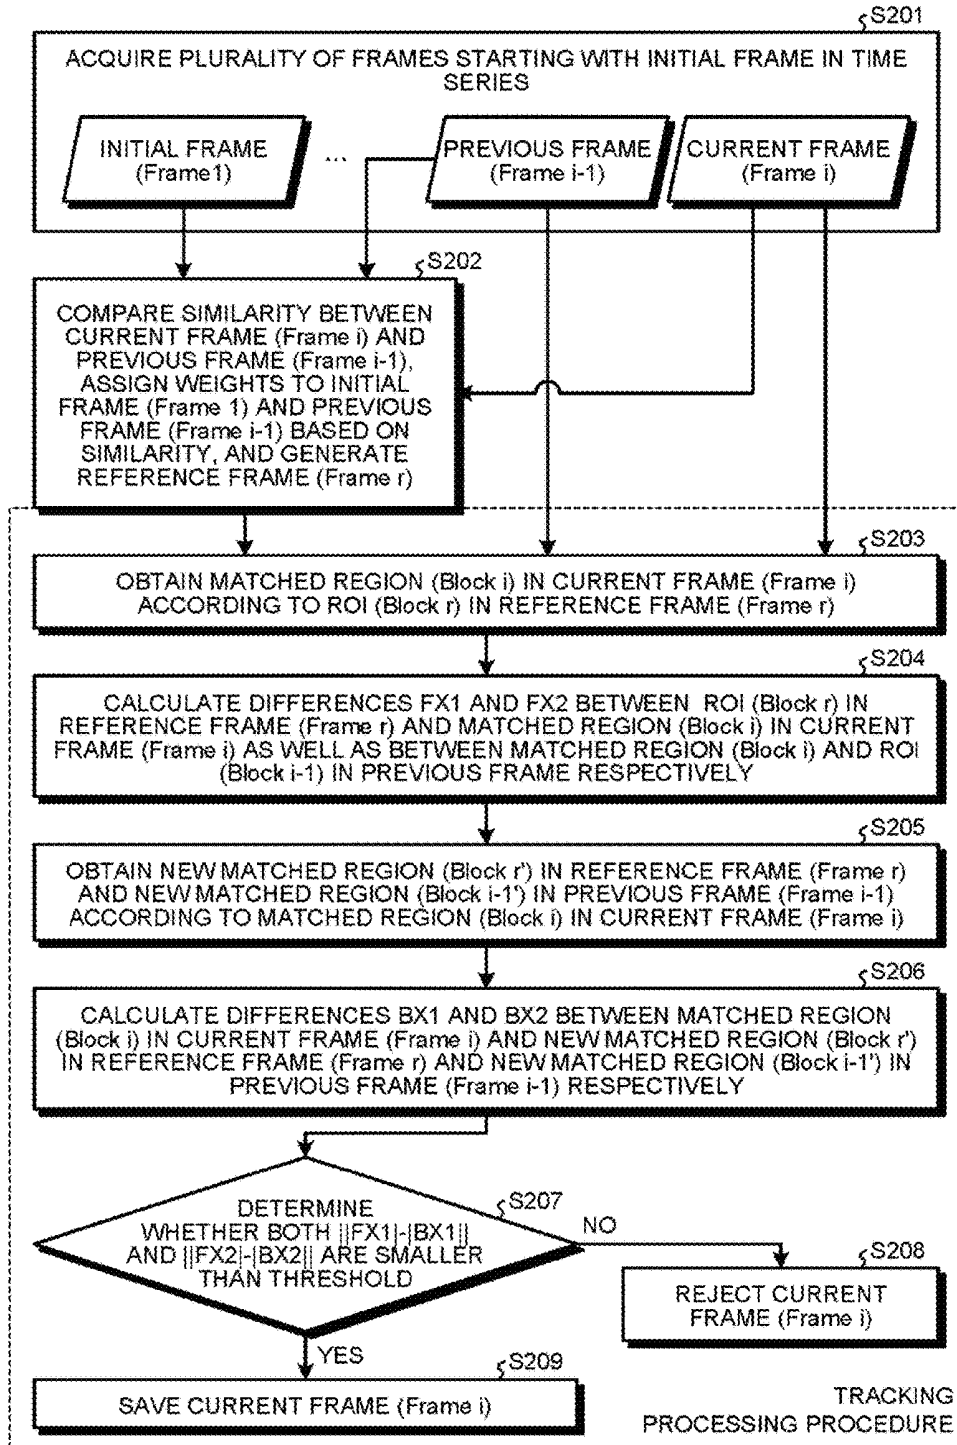 S201
ACQUIRE PLURALITY OF FRAMES STARTING WITH INITIAL FRAME IN TIME
SERIES
INITIAL FRAME
(Frame1)
...
PREVIOUS FRAME
(Frame i-1)
CURRENT FRAME
(Frame i)
S202
COMPARE SIMILARITY BETWEEN
CURRENT FRAME (Frame i) AND
PREVIOUS FRAME (Frame i-1),
ASSIGN WEIGHTS TO INITIAL
FRAME (Frame 1) AND PREVIOUS
FRAME (Frame i-1) BASED ON
SIMILARITY, AND GENERATE
REFERENCE FRAME (Frame r)
S203
OBTAIN MATCHED REGION (Block i) IN CURRENT FRAME (Frame i)
ACCORDING TO ROI (Block r) IN REFERENCE FRAME (Frame r)
S204
CALCULATE DIFFERENCES FX1 AND FX2 BETWEEN ROI (Block r) IN
REFERENCE FRAME (Frame r) AND MATCHED REGION (Block i) IN CURRENT
FRAME (Frame i) AS WELL AS BETWEEN MATCHED REGION (Block i) AND ROI
(Block i-1) IN PREVIOUS FRAME RESPECTIVELY
S205
OBTAIN NEW MATCHED REGION (Block r') IN REFERENCE FRAME (Frame r)
AND NEW MATCHED REGION (Block i-1') IN PREVIOUS FRAME (Frame i-1)
ACCORDING TO MATCHED REGION (Block i) IN CURRENT FRAME (Frame i)
S206
CALCULATE DIFFERENCES BX1 AND BX2 BETWEEN MATCHED REGION
(Block i) IN CURRENT FRAME (Frame i) AND NEW MATCHED REGION (Block r')
IN REFERENCE FRAME (Frame r) AND NEW MATCHED REGION (Block i-1') IN
PREVIOUS FRAME (Frame i-1) RESPECTIVELY
S207
DETERMINE
WHETHER BOTH ||FX1|-|BX1||
AND ||FX2|-|BX2|| ARE SMALLER
THAN THRESHOLD
NO
S208
REJECT CURRENT
FRAME (Frame i)
YES
S209
SAVE CURRENT FRAME (Frame i)
TRACKING
PROCESSING PROCEDURE